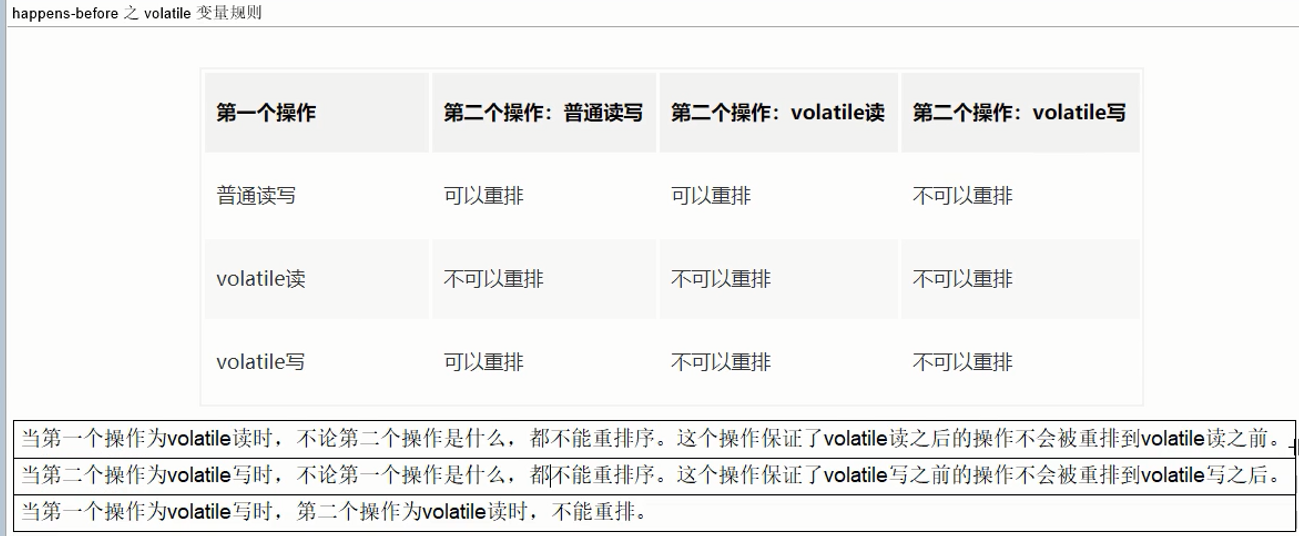 happens-before 之 volatile 变量规则
第一个操作 第二个操作：普通读写 第二个操作：volatile读 第二个操作：volatile写
普通读写 可以重排 可以重排 不可以重排
volatile读 不可以重排 不可以重排 不可以重排
volatile写 可以重排 不可以重排 不可以重排
当第一个操作为volatile读时，不论第二个操作是什么，都不能重排序。这个操作保证了volatile读之后的操作不会被重排到volatile读之前。
当第二个操作为volatile写时，不论第一个操作是什么，都不能重排序。这个操作保证了volatile写之前的操作不会被重排到volatile写之后。
当第一个操作为volatile写时，第二个操作为volatile读时，不能重排。